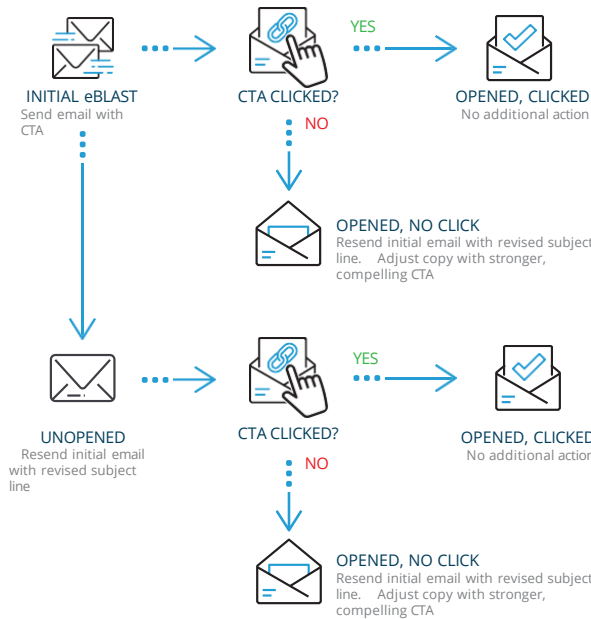 YES
INITIAL eBLAST
Send email with
CTA
CTA CLICKED?
OPENED, CLICKED
No additional action
NO
OPENED, NO CLICK
Resend initial email with revised subject
line. Adjust copy with stronger,
compelling CTA
YES
UNOPENED
Resend initial email
with revised subject
line
CTA CLICKED?
OPENED, CLICKED
No additional action
NO
OPENED, NO CLICK
Resend initial email with revised subject
line. Adjust copy with stronger,
compelling CTA